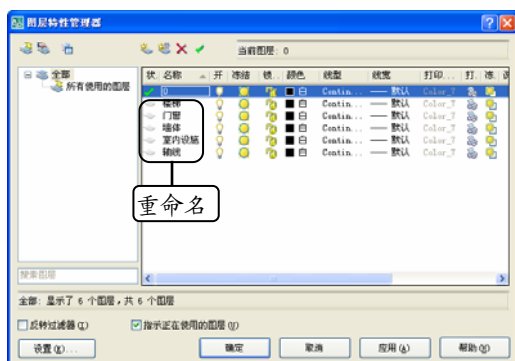 图层特性管理器
当前图层: 0
全部
所有使用的图层
状. 名称 开 冻结 锁... 颜色 线型 线宽 打印... 打. 冻.
0 白 Contin... —— 默认 Color_7
楼梯 白 Contin... —— 默认 Color_7
门窗 白 Contin... —— 默认 Color_7
墙体 白 Contin... —— 默认 Color_7
室内设施 白 Contin... —— 默认 Color_7
轴线 白 Contin... —— 默认 Color_7
重命名
搜索图层
全部: 显示了 6 个图层，共 6 个图层
反转过滤器(I)
指示正在使用的图层(U)
设置(E)...
确定
取消
应用(A)
帮助(H)